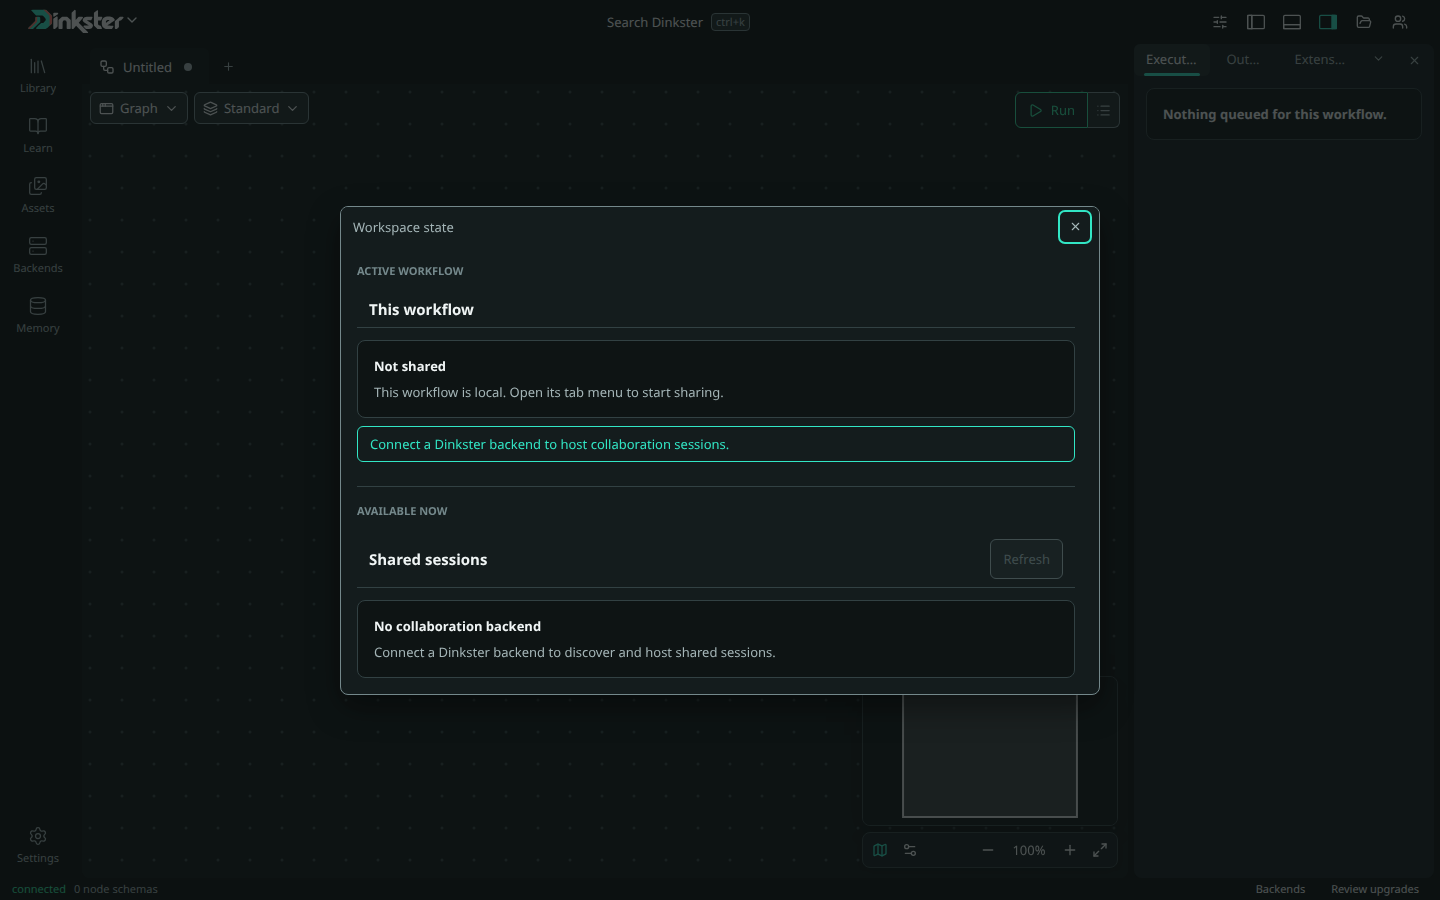 Dinkster
Search Dinkster ctrl+k
Library
Learn
Assets
Backends
Memory
Settings
Untitled
Graph
Standard
Run
Execut...
Out...
Extens...
Nothing queued for this workflow.
Workspace state
ACTIVE WORKFLOW
This workflow
Not shared
This workflow is local. Open its tab menu to start sharing.
Connect a Dinkster backend to host collaboration sessions.
AVAILABLE NOW
Shared sessions
Refresh
No collaboration backend
Connect a Dinkster backend to discover and host shared sessions.
100%
connected 0 node schemas
Backends
Review upgrades